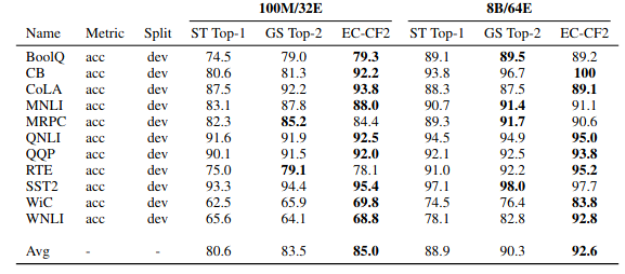 100M/32E 8B/64E
Name Metric Split ST Top-1 GS Top-2 EC-CF2 ST Top-1 GS Top-2 EC-CF2
BoolQ acc dev 74.5 79.0 79.3 89.1 89.5 89.2
CB acc dev 80.6 81.3 92.2 93.8 96.7 100
CoLA acc dev 87.5 92.2 93.8 88.3 87.5 89.1
MNLI acc dev 83.1 87.8 88.0 90.7 91.4 91.1
MRPC acc dev 82.3 85.2 84.4 89.3 91.7 90.6
QNLI acc dev 91.6 91.9 92.5 94.5 94.9 95.0
QQP acc dev 90.1 91.5 92.0 92.1 92.5 93.8
RTE acc dev 75.0 79.1 78.1 91.0 92.2 95.2
SST2 acc dev 93.3 94.4 95.4 97.1 98.0 97.7
WiC acc dev 62.5 65.9 69.8 74.5 76.4 83.8
WNLI acc dev 65.6 64.1 68.8 78.1 82.8 92.8
Avg - - 80.6 83.5 85.0 88.9 90.3 92.6